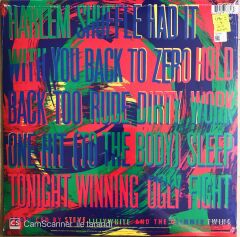 HARLEM SHUFFLE HAD IT
WITH YOU BACK TO ZERO HOLD
BACK TOO RUDE DIRTY WORK
ONE HIT (TO THE BODY) SLEEP
TONIGHT WINNING UGLY FIGHT
BY STEVE LILLYWHITE AND THE GLIMMER TWINS
CS CamScanner ile tarandı